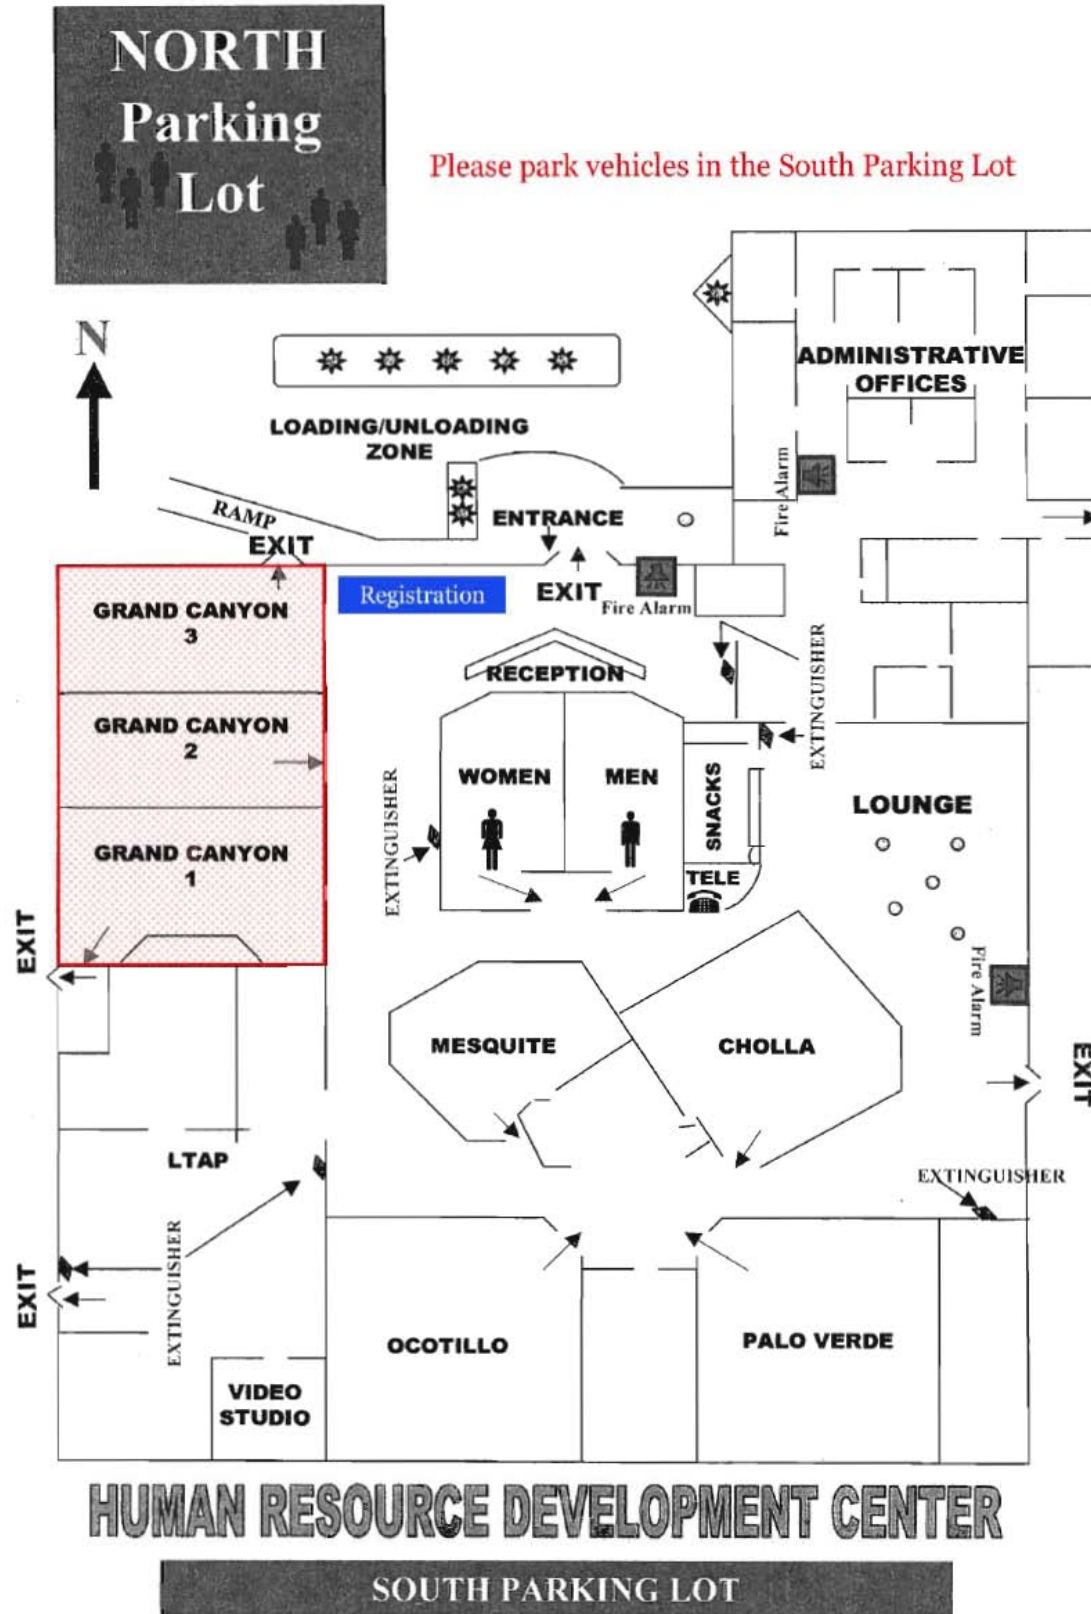 NORTH
Parking
Lot
Please park vehicles in the South Parking Lot
N
ADMINISTRATIVE
OFFICES
LOADING/UNLOADING
ZONE
Fire Alarm
RAMP
ENTRANCE
EXIT
GRAND CANYON
3
Registration
EXIT
Fire Alarm
EXTINGUISHER
RECEPTION
GRAND CANYON
2
WOMEN
MEN
SNACKS
LOUNGE
EXTINGUISHER
GRAND CANYON
1
TELE
EXIT
Fire Alarm
MESQUITE
CHOLLA
EXIT
LTAP
EXTINGUISHER
EXTINGUISHER
EXIT
OCOTILLO
PALO VERDE
VIDEO
STUDIO
HUMAN RESOURCE DEVELOPMENT CENTER
SOUTH PARKING LOT